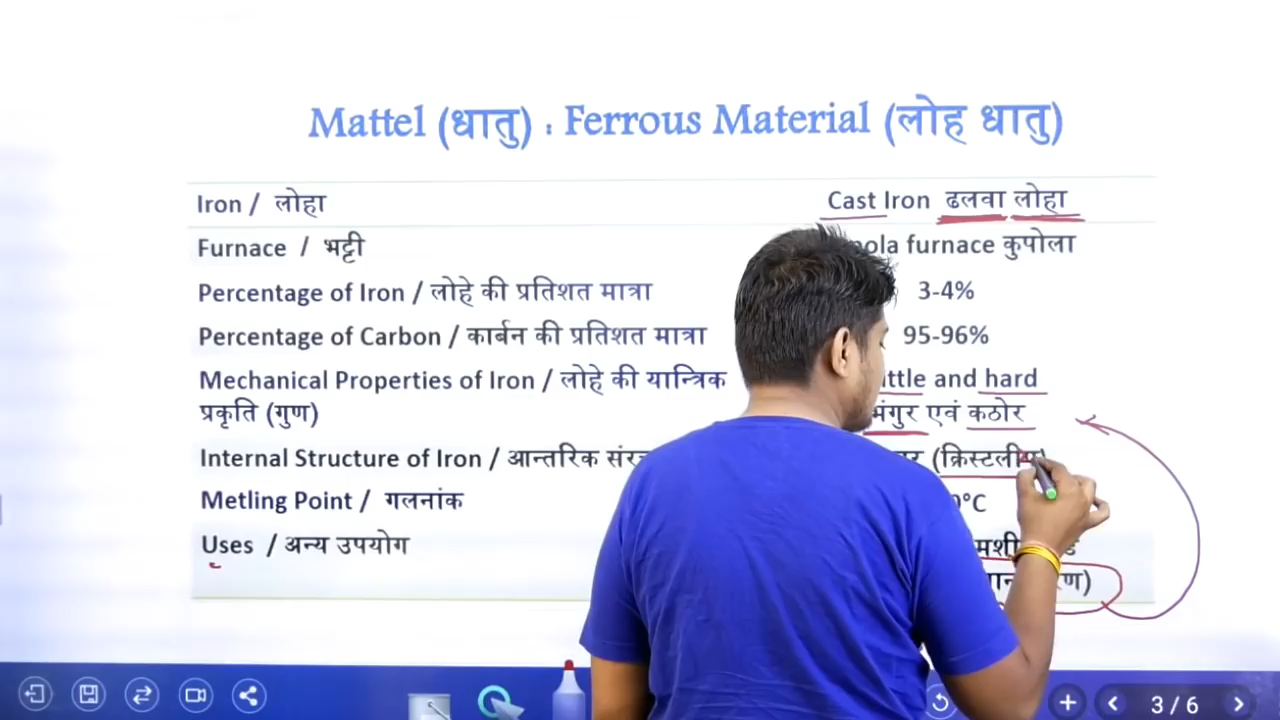 Mattel (धातु) : Ferrous Material (लोह धातु)
Iron / लोहा Cast Iron ढलवा लोहा
Furnace / भट्टी furnace कुपोला
Percentage of Iron / लोहे की प्रतिशत मात्रा 3-4%
Percentage of Carbon / कार्बन की प्रतिशत मात्रा 95-96%
Mechanical Properties of Iron / लोहे की यान्त्रिक and hard
प्रकृति (गुण) भंगुर एवं कठोर
Internal Structure of Iron / आन्तरिक
Metling Point / गलनांक
Uses / अन्य उपयोग
3 / 6